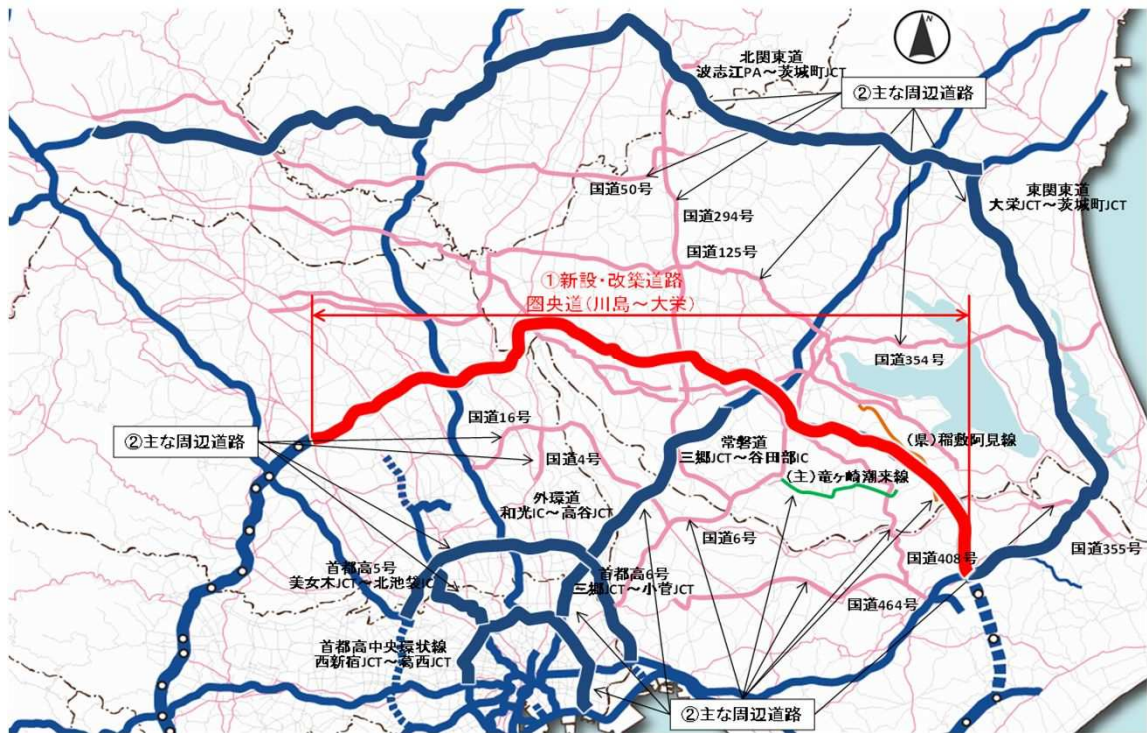 N
北関東道
波志江PA～茨城町JCT
②主な周辺道路
国道50号
東関東道
大栄JCT～茨城町JCT
国道294号
国道125号
①新設・改築道路
圏央道(川島～大栄)
国道354号
国道16号
②主な周辺道路
常磐道
三郷JCT～谷田部IC
(県)稲敷阿見線
国道4号
(主)竜ヶ崎潮来線
外環道
和光IC～高谷JCT
国道6号
国道355号
国道408号
首都高5号
美女木JCT～北池袋IC
首都高6号
三郷JCT～小菅JCT
国道464号
首都高中央環状線
西新宿JCT～葛西JCT
②主な周辺道路